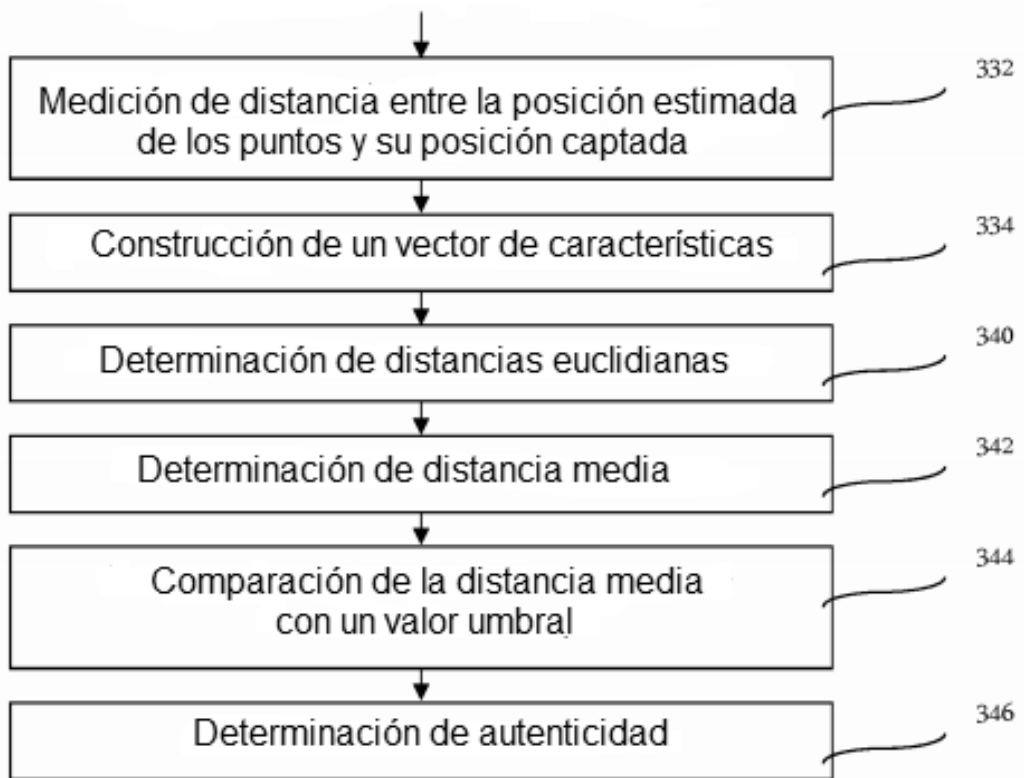 332
Medición de distancia entre la posición estimada
de los puntos y su posición captada
334
Construcción de un vector de características
340
Determinación de distancias euclidianas
342
Determinación de distancia media
344
Comparación de la distancia media
con un valor umbral
346
Determinación de autenticidad